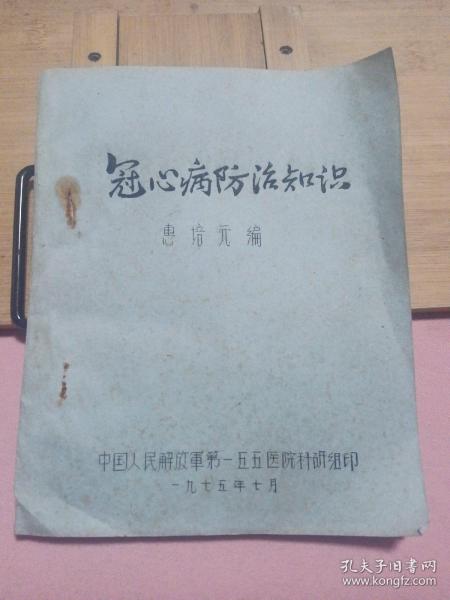 冠心病防治知识
惠培元编
中国人民解放軍第一五五医院科研组印
一九七五年七月
孔夫子旧书网
www.kongfz.com